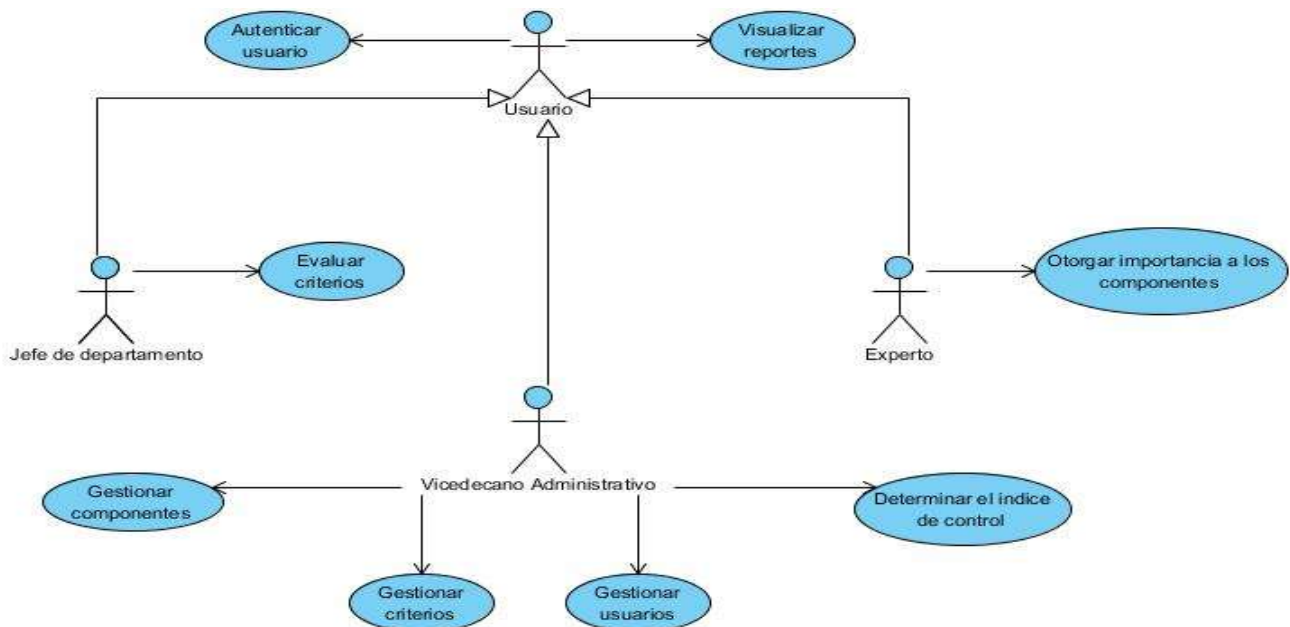 Autenticar
usuario
Visualizar
reportes
Usuario
Evaluar
criterios
Otorgar importancia a los
componentes
Jefe de departamento
Experto
Vicedecano Administrativo
Gestionar
componentes
Determinar el indice
de control
Gestionar
criterios
Gestionar
usuarios